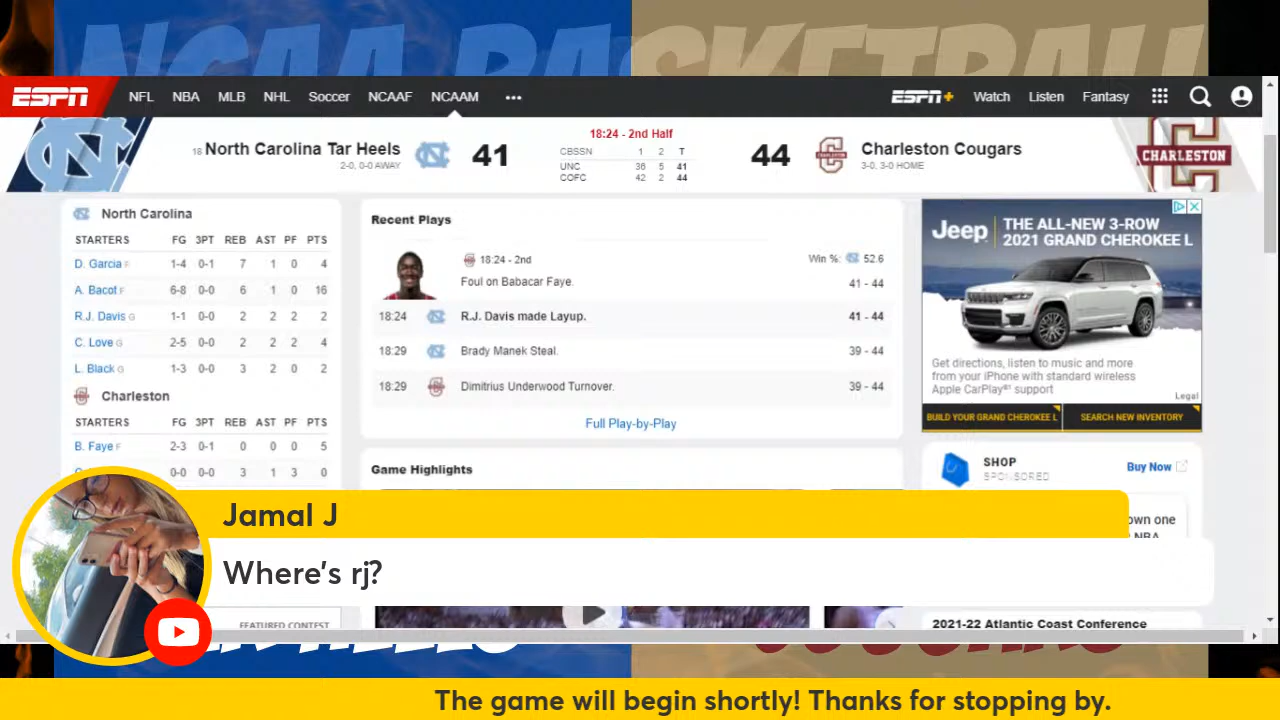 NCAA BASKETBALL
ESPN NFL NBA MLB NHL Soccer NCAAF NCAAM ••• ESPN+ Watch Listen Fantasy
18 North Carolina Tar Heels
2-0, 0-0 AWAY
41
18:24 - 2nd Half
CBSSN 1 2 T
UNC 36 5 41
COFC 42 2 44
44
Charleston Cougars
3-0, 3-0 HOME
CHARLESTON
North Carolina
STARTERS FG 3PT REB AST PF PTS
D. Garcia F 1-4 0-1 7 1 0 4
A. Bacot F 6-8 0-0 6 1 0 16
R.J. Davis G 1-1 0-0 2 2 2 2
C. Love G 2-5 0-0 2 2 2 4
L. Black G 1-3 0-0 3 2 0 2
Charleston
STARTERS FG 3PT REB AST PF PTS
B. Faye F 2-3 0-1 0 0 0 5
0-0 0-0 3 1 3 0
Recent Plays
18:24 - 2nd
Foul on Babacar Faye.
Win %: 52.6
41 - 44
18:24 R.J. Davis made Layup. 41 - 44
18:29 Brady Manek Steal. 39 - 44
18:29 Dimitrius Underwood Turnover. 39 - 44
Full Play-by-Play
Game Highlights
Jeep THE ALL-NEW 3-ROW
2021 GRAND CHEROKEE L
Get directions, listen to music and more
from your iPhone with standard wireless
Apple CarPlay® support
Legal
BUILD YOUR GRAND CHEROKEE L SEARCH NEW INVENTORY
SHOP
SPONSORED
Buy Now
own one
NBA
Jamal J
Where's rj?
FEATURED CONTEST
2021-22 Atlantic Coast Conference
The game will begin shortly! Thanks for stopping by.